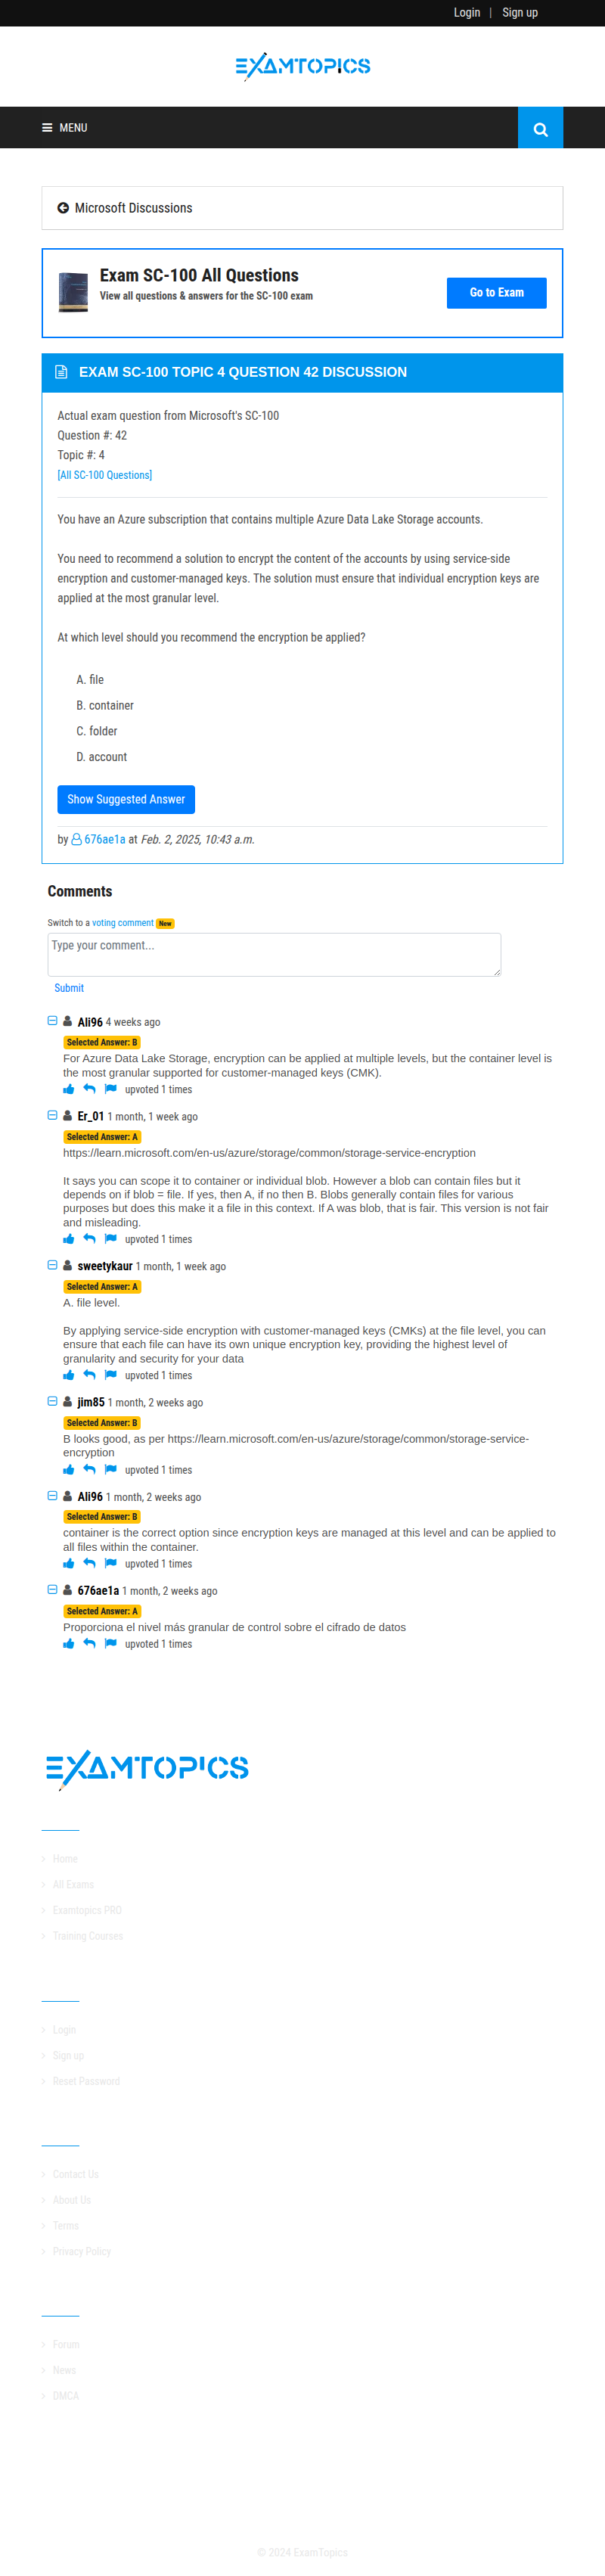 Login | Sign up
EXAMTOPICS
MENU
Microsoft Discussions
Exam SC-100 All Questions
View all questions & answers for the SC-100 exam
Go to Exam
EXAM SC-100 TOPIC 4 QUESTION 42 DISCUSSION
Actual exam question from Microsoft's SC-100
Question #: 42
Topic #: 4
[All SC-100 Questions]
You have an Azure subscription that contains multiple Azure Data Lake Storage accounts.
You need to recommend a solution to encrypt the content of the accounts by using service-side
encryption and customer-managed keys. The solution must ensure that individual encryption keys are
applied at the most granular level.
At which level should you recommend the encryption be applied?
A. file
B. container
C. folder
D. account
Show Suggested Answer
by 676ae1a at Feb. 2, 2025, 10:43 a.m.
Comments
Switch to a voting comment New
Type your comment...
Submit
Ali96 4 weeks ago
Selected Answer: B
For Azure Data Lake Storage, encryption can be applied at multiple levels, but the container level is
the most granular supported for customer-managed keys (CMK).
upvoted 1 times
Er_01 1 month, 1 week ago
Selected Answer: A
https://learn.microsoft.com/en-us/azure/storage/common/storage-service-encryption
It says you can scope it to container or individual blob. However a blob can contain files but it
depends on if blob = file. If yes, then A, if no then B. Blobs generally contain files for various
purposes but does this make it a file in this context. If A was blob, that is fair. This version is not fair
and misleading.
upvoted 1 times
sweetykaur 1 month, 1 week ago
Selected Answer: A
A. file level.
By applying service-side encryption with customer-managed keys (CMKs) at the file level, you can
ensure that each file can have its own unique encryption key, providing the highest level of
granularity and security for your data
upvoted 1 times
jim85 1 month, 2 weeks ago
Selected Answer: B
B looks good, as per https://learn.microsoft.com/en-us/azure/storage/common/storage-service-
encryption
upvoted 1 times
Ali96 1 month, 2 weeks ago
Selected Answer: B
container is the correct option since encryption keys are managed at this level and can be applied to
all files within the container.
upvoted 1 times
676ae1a 1 month, 2 weeks ago
Selected Answer: A
Proporciona el nivel más granular de control sobre el cifrado de datos
upvoted 1 times
EXAMTOPICS
Home
All Exams
Examtopics PRO
Training Courses
Login
Sign up
Reset Password
Contact Us
About Us
Terms
Privacy Policy
Forum
News
DMCA
© 2024 ExamTopics